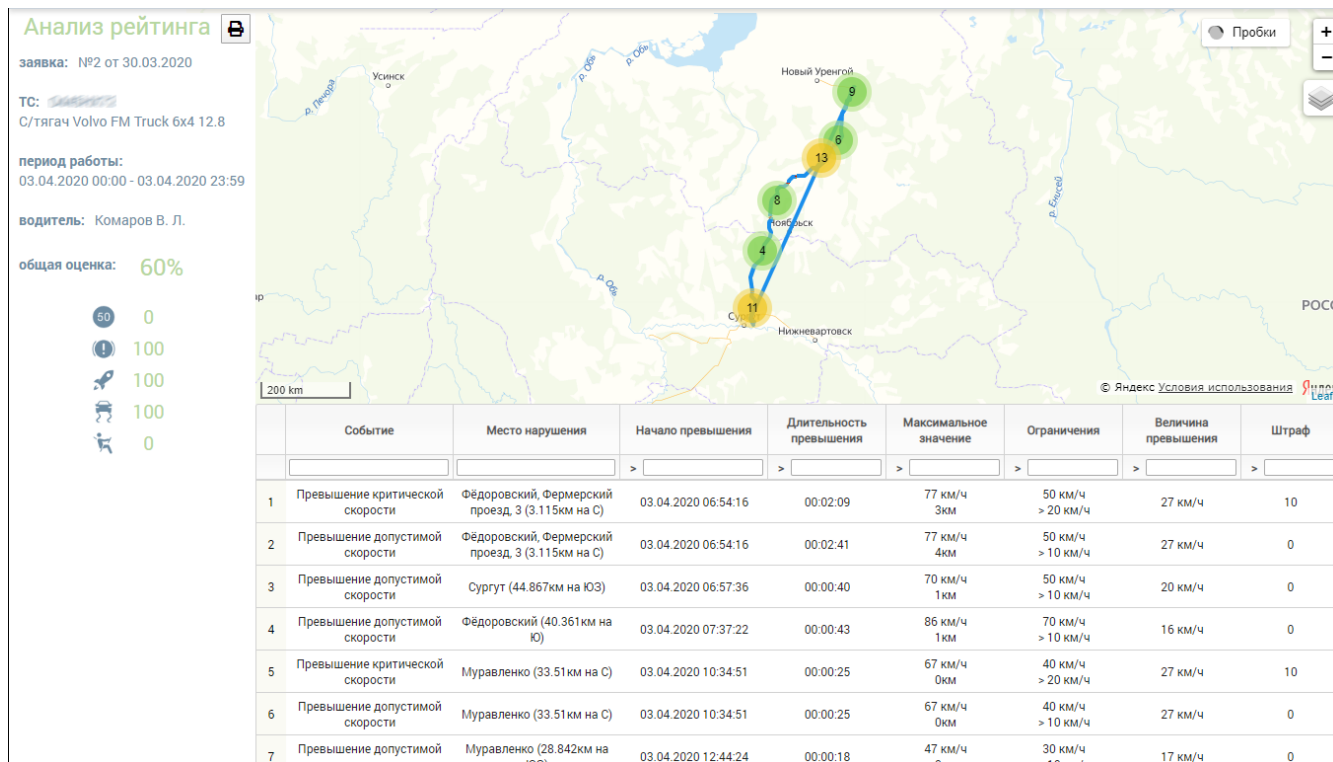 Анализ рейтинга
заявка: №2 от 30.03.2020
ТС:
С/тягач Volvo FM Truck 6x4 12.8
период работы:
03.04.2020 00:00 - 03.04.2020 23:59
водитель: Комаров В. Л.
общая оценка: 60%
50 0
100
100
100
0
Пробки
+
−
Усинск
р. Печора
р. Обь
р. Обь
Новый Уренгой
9
6
13
8
Ноябрьск
4
р. Енисей
р. Обь
11
Нижневартовск
РОСС
200 km
© Яндекс Условия использования
Leaf
Событие
Место нарушения
Начало превышения
Длительность
превышения
Максимальное
значение
Ограничения
Величина
превышения
Штраф
> > > > > >
1
Превышение критической
скорости
Фёдоровский, Фермерский
проезд, 3 (3.115км на С)
03.04.2020 06:54:16
00:02:09
77 км/ч
3км
50 км/ч
> 20 км/ч
27 км/ч
10
2
Превышение допустимой
скорости
Фёдоровский, Фермерский
проезд, 3 (3.115км на С)
03.04.2020 06:54:16
00:02:41
77 км/ч
4км
50 км/ч
> 10 км/ч
27 км/ч
0
3
Превышение допустимой
скорости
Сургут (44.867км на ЮЗ)
03.04.2020 06:57:36
00:00:40
70 км/ч
1км
50 км/ч
> 10 км/ч
20 км/ч
0
4
Превышение допустимой
скорости
Фёдоровский (40.361км на
Ю)
03.04.2020 07:37:22
00:00:43
86 км/ч
1км
70 км/ч
> 10 км/ч
16 км/ч
0
5
Превышение критической
скорости
Муравленко (33.51км на С)
03.04.2020 10:34:51
00:00:25
67 км/ч
0км
40 км/ч
> 20 км/ч
27 км/ч
10
6
Превышение допустимой
скорости
Муравленко (33.51км на С)
03.04.2020 10:34:51
00:00:25
67 км/ч
0км
40 км/ч
> 10 км/ч
27 км/ч
0
7
Превышение допустимой
Муравленко (28.842км на
03.04.2020 12:44:24
00:00:18
47 км/ч
30 км/ч
17 км/ч
0